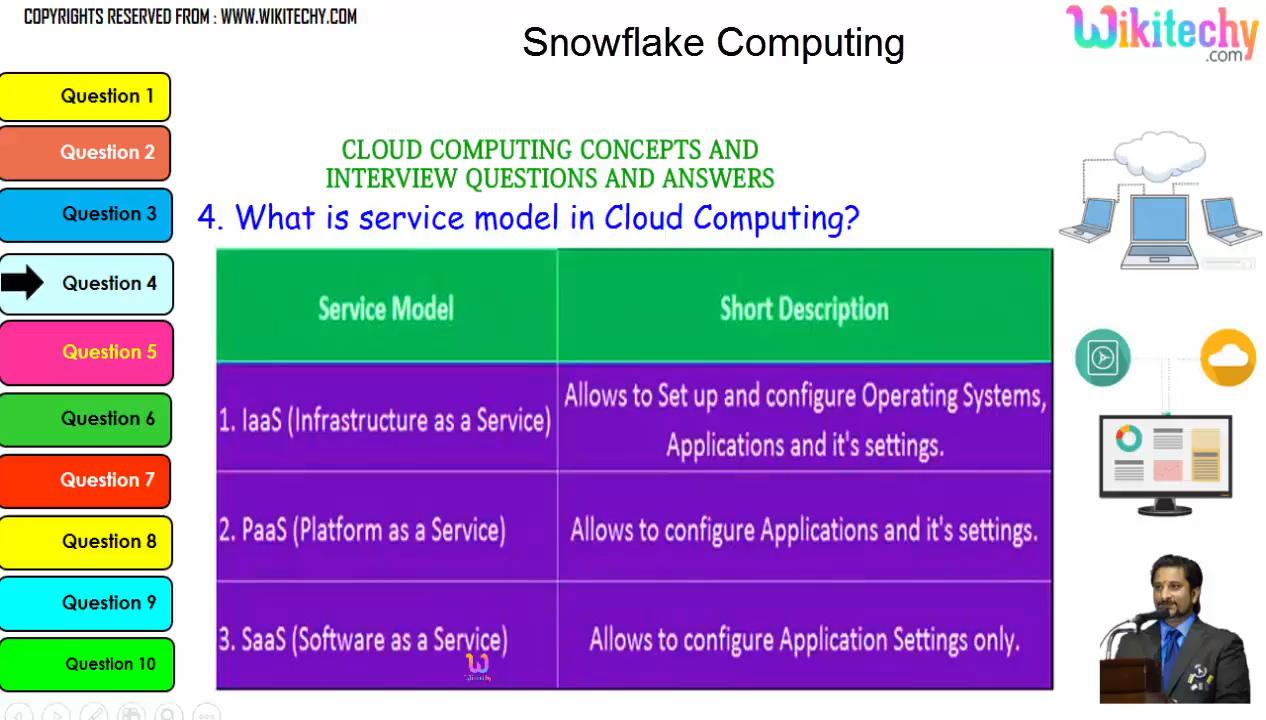 COPYRIGHTS RESERVED FROM : WWW.WIKITECHY.COM
Snowflake Computing
Wikitechy
.com
Question 1
Question 2
Question 3
Question 4
Question 5
Question 6
Question 7
Question 8
Question 9
Question 10
CLOUD COMPUTING CONCEPTS AND
INTERVIEW QUESTIONS AND ANSWERS
4. What is service model in Cloud Computing?
Service Model
Short Description
1. IaaS (Infrastructure as a Service)
Allows to Set up and configure Operating Systems,
Applications and it's settings.
2. PaaS (Platform as a Service)
Allows to configure Applications and it's settings.
3. SaaS (Software as a Service)
Allows to configure Application Settings only.
Wikitechy